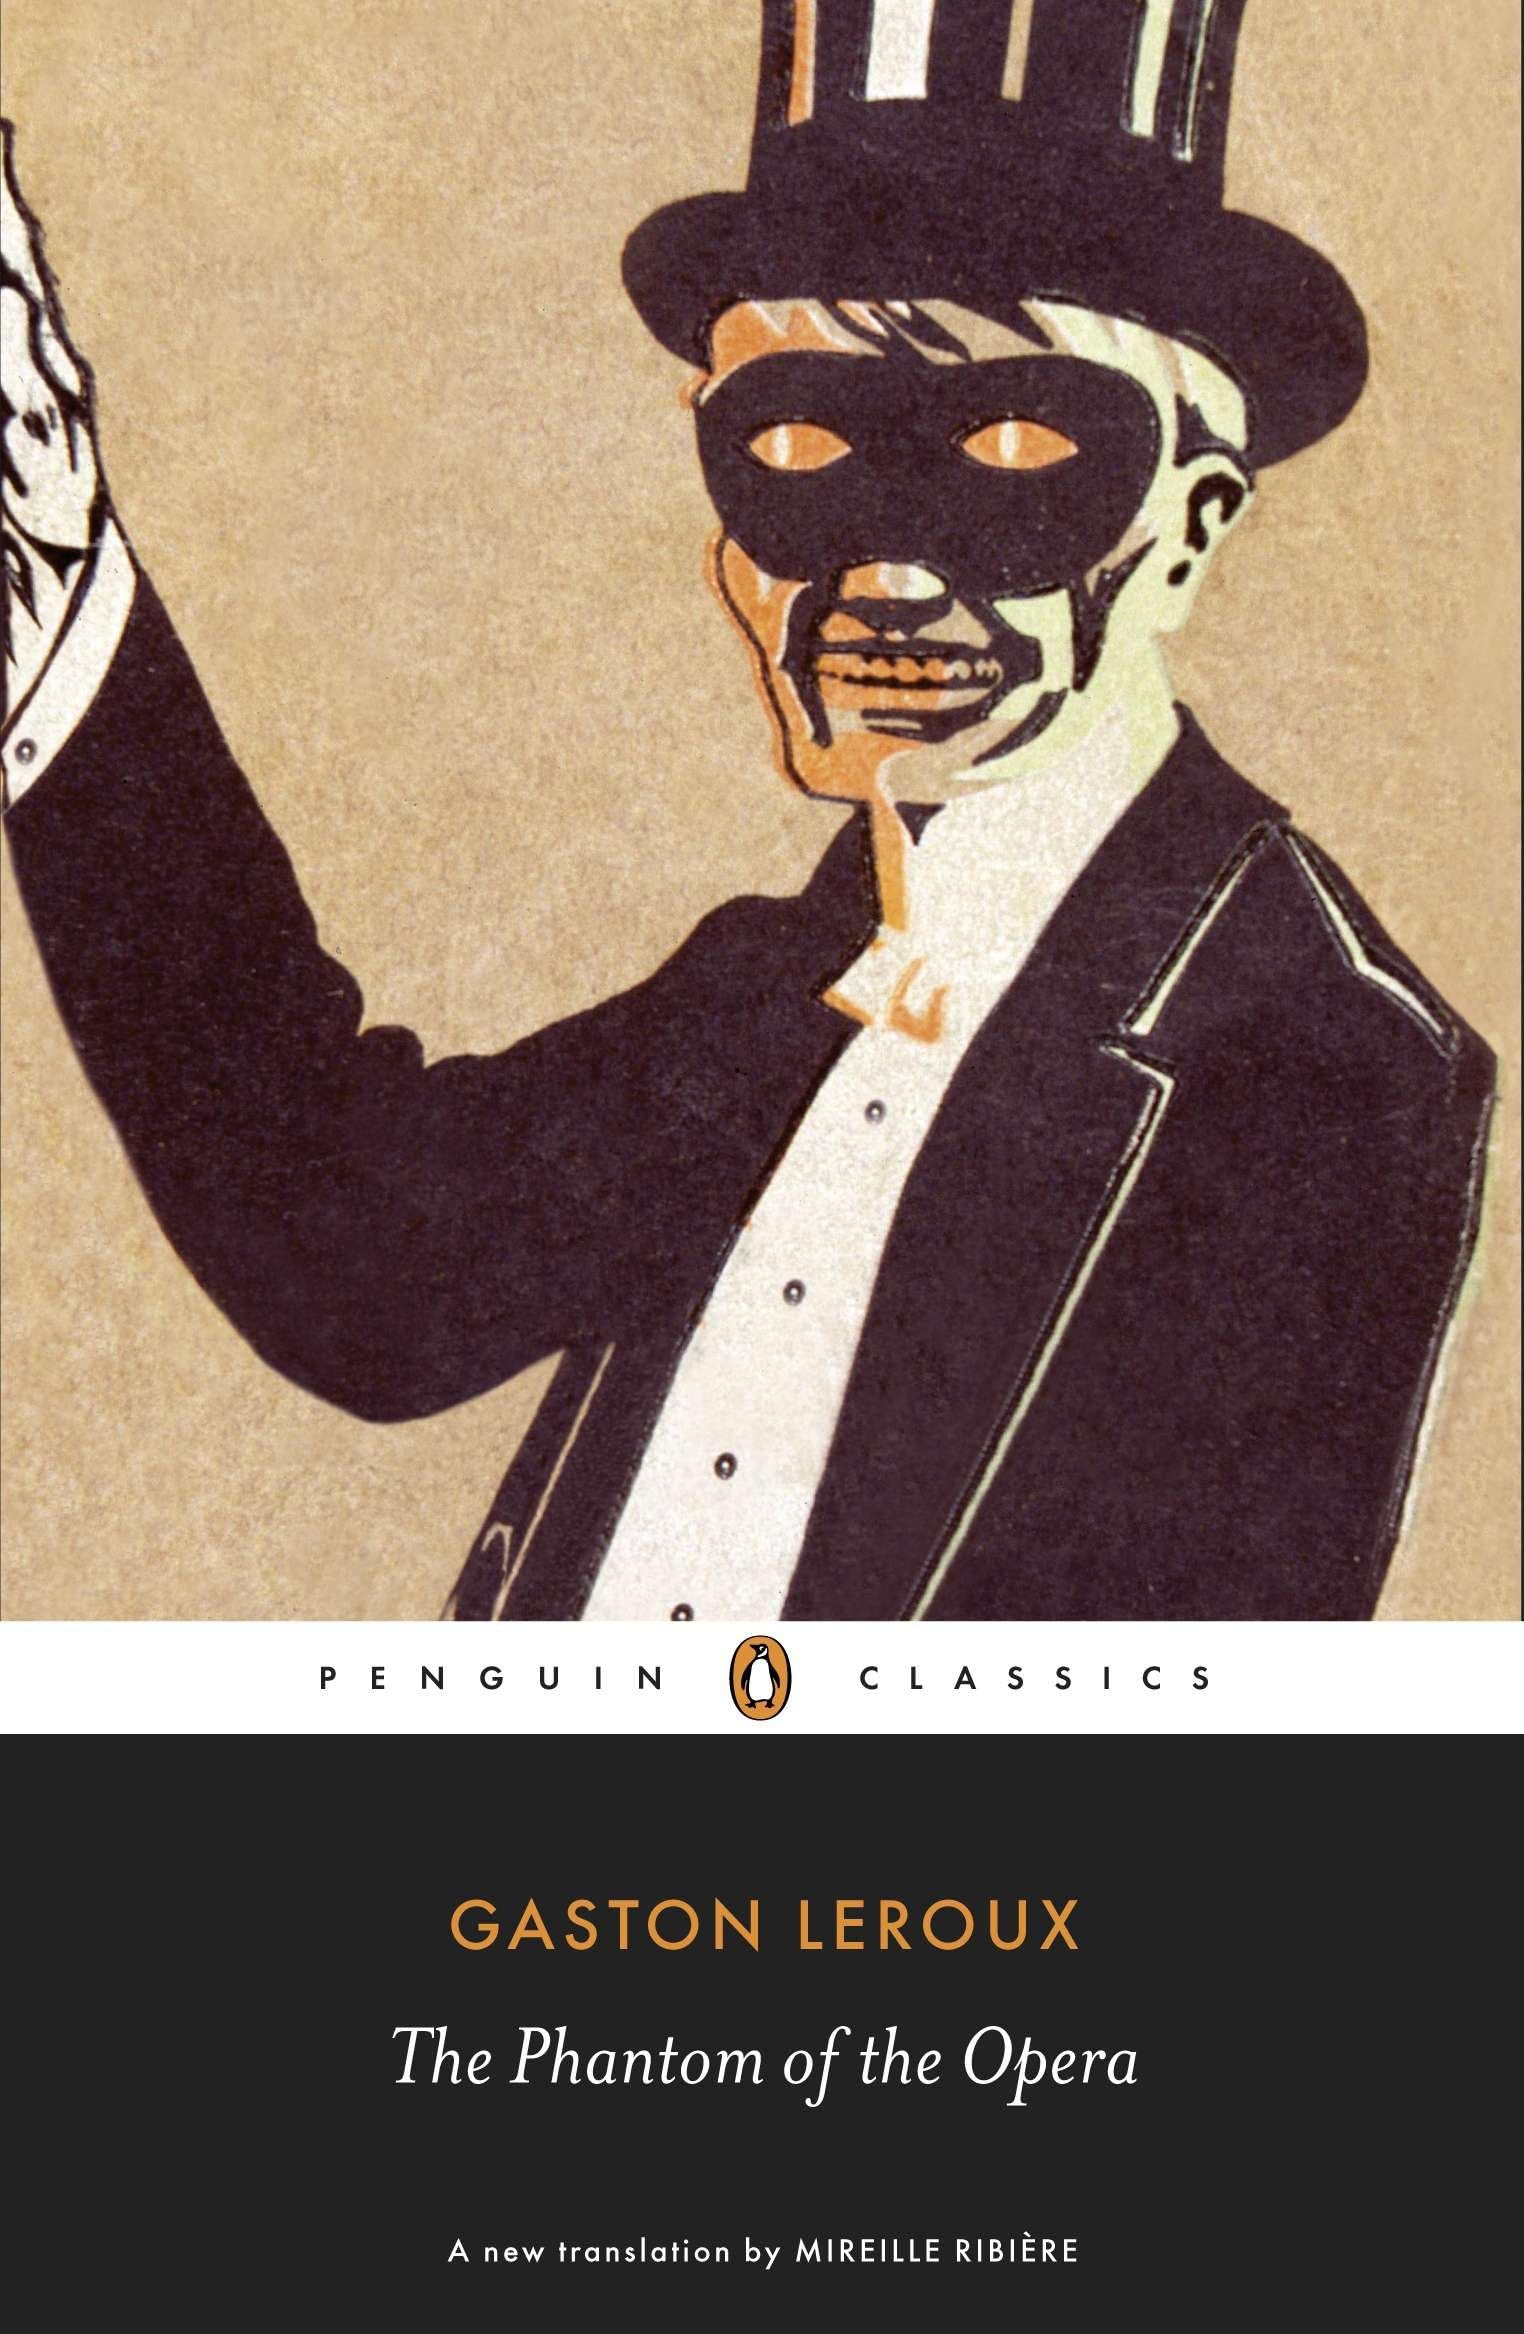 PENGUIN CLASSICS
GASTON LEROUX
The Phantom of the Opera
A new translation by MIREILLE RIBIÈRE